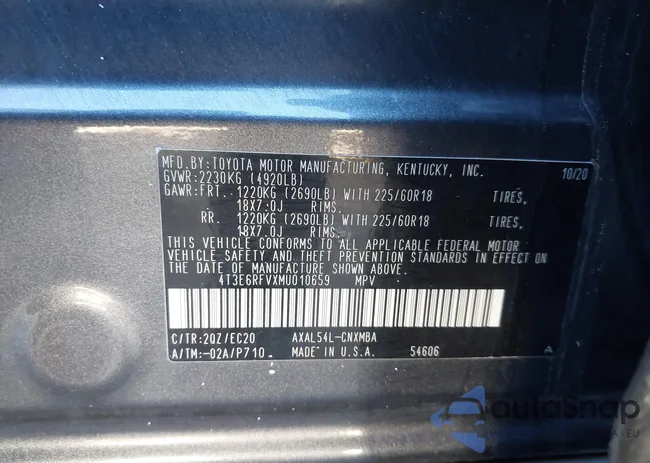 MFD.BY:TOYOTA MOTOR MANUFACTURING, KENTUCKY, INC. 10/20
GVWR:2230KG (4920LB)
GAWR:FRT. 1220KG (2690LB) WITH 225/60R18 TIRES,
18X7.0J RIMS.
RR. 1220KG (2690LB) WITH 225/60R18 TIRES,
18X7.0J RIMS.
THIS VEHICLE CONFORMS TO ALL APPLICABLE FEDERAL MOTOR
VEHICLE SAFETY AND THEFT PREVENTION STANDARDS IN EFFECT
ON THE DATE OF MANUFACTURE SHOWN ABOVE.
4T3E6RFVXMU010659 MPV
C/TR:2QZ/EC20 AXAL54L-CNXMBA
A/TM:-02A/P710 MADE IN U.S.A. 54606 A
autoSnap